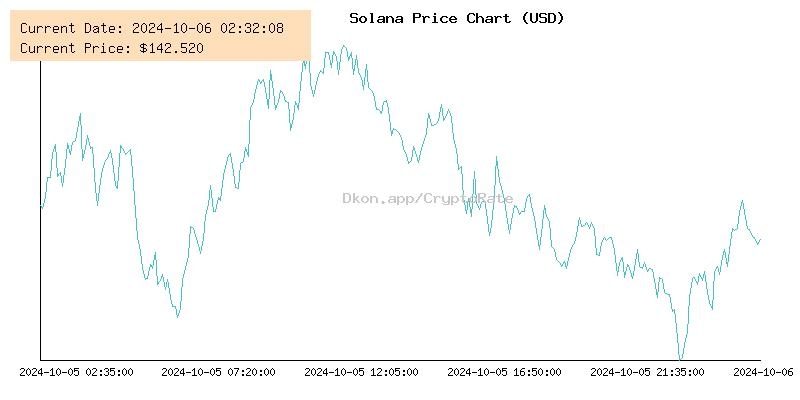 Solana Price Chart (USD)
Current Date: 2024-10-06 02:32:08
Current Price: $142.520
Dkon.app/CryptoRate
2024-10-05 02:35:00 2024-10-05 07:20:00 2024-10-05 12:05:00 2024-10-05 16:50:00 2024-10-05 21:35:00 2024-10-06